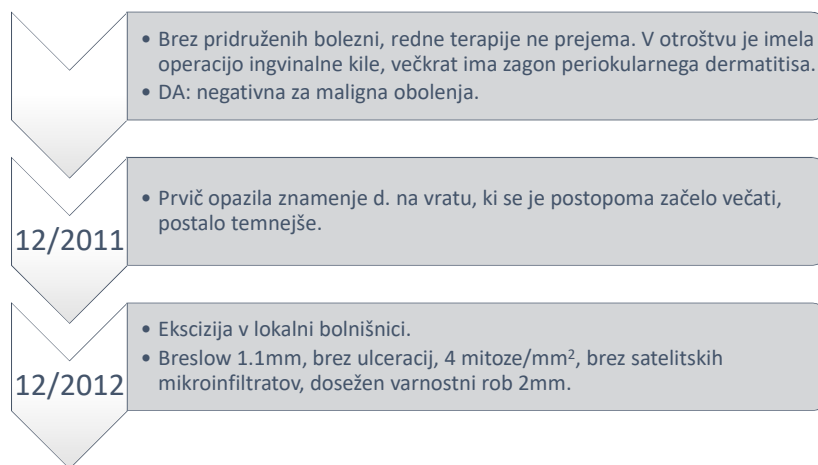 • Brez pridruženih bolezni, redne terapije ne prejema. V otroštvu je imela
operacijo ingvinalne kile, večkrat ima zagon periokularnega dermatitisa.
• DA: negativna za maligna obolenja.
12/2011
• Prvič opazila znamenje d. na vratu, ki se je postopoma začelo večati,
postalo temnejše.
12/2012
• Ekscizija v lokalni bolnišnici.
• Breslow 1.1mm, brez ulceracij, 4 mitoze/mm², brez satelitskih
mikroinfiltratov, dosežen varnostni rob 2mm.